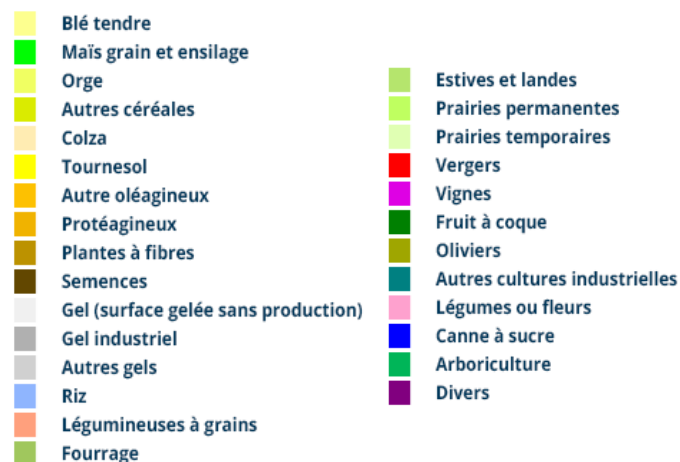 Blé tendre
Maïs grain et ensilage
Orge
Autres céréales
Colza
Tournesol
Autre oléagineux
Protéagineux
Plantes à fibres
Semences
Gel (surface gelée sans production)
Gel industriel
Autres gels
Riz
Légumineuses à grains
Fourrage
Estives et landes
Prairies permanentes
Prairies temporaires
Vergers
Vignes
Fruit à coque
Oliviers
Autres cultures industrielles
Légumes ou fleurs
Canne à sucre
Arboriculture
Divers